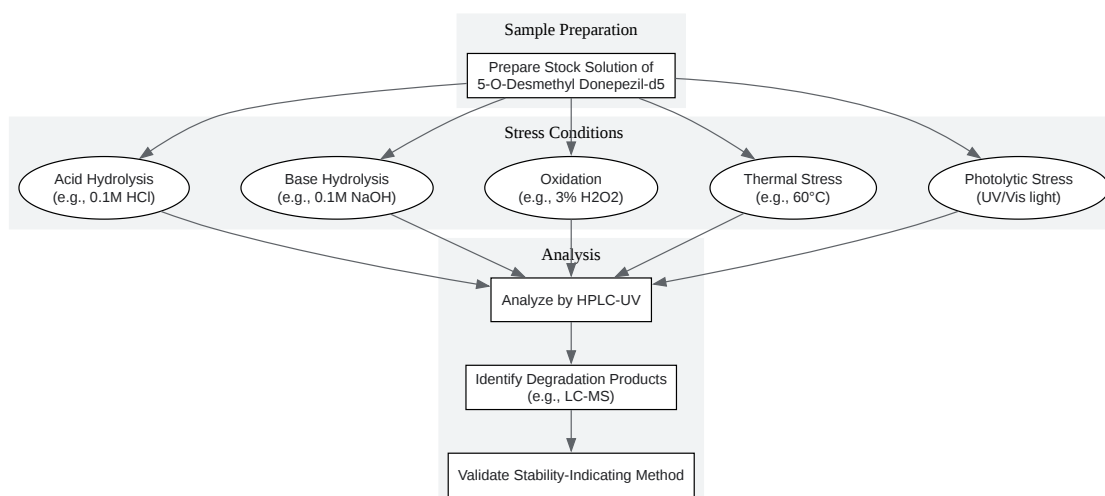 Sample Preparation
Prepare Stock Solution of
5-O-Desmethyl Donepezil-d5
Stress Conditions
Acid Hydrolysis
(e.g., 0.1M HCl)
Base Hydrolysis
(e.g., 0.1M NaOH)
Oxidation
(e.g., 3% H2O2)
Thermal Stress
(e.g., 60°C)
Photolytic Stress
(UV/Vis light)
Analysis
Analyze by HPLC-UV
Identify Degradation Products
(e.g., LC-MS)
Validate Stability-Indicating Method